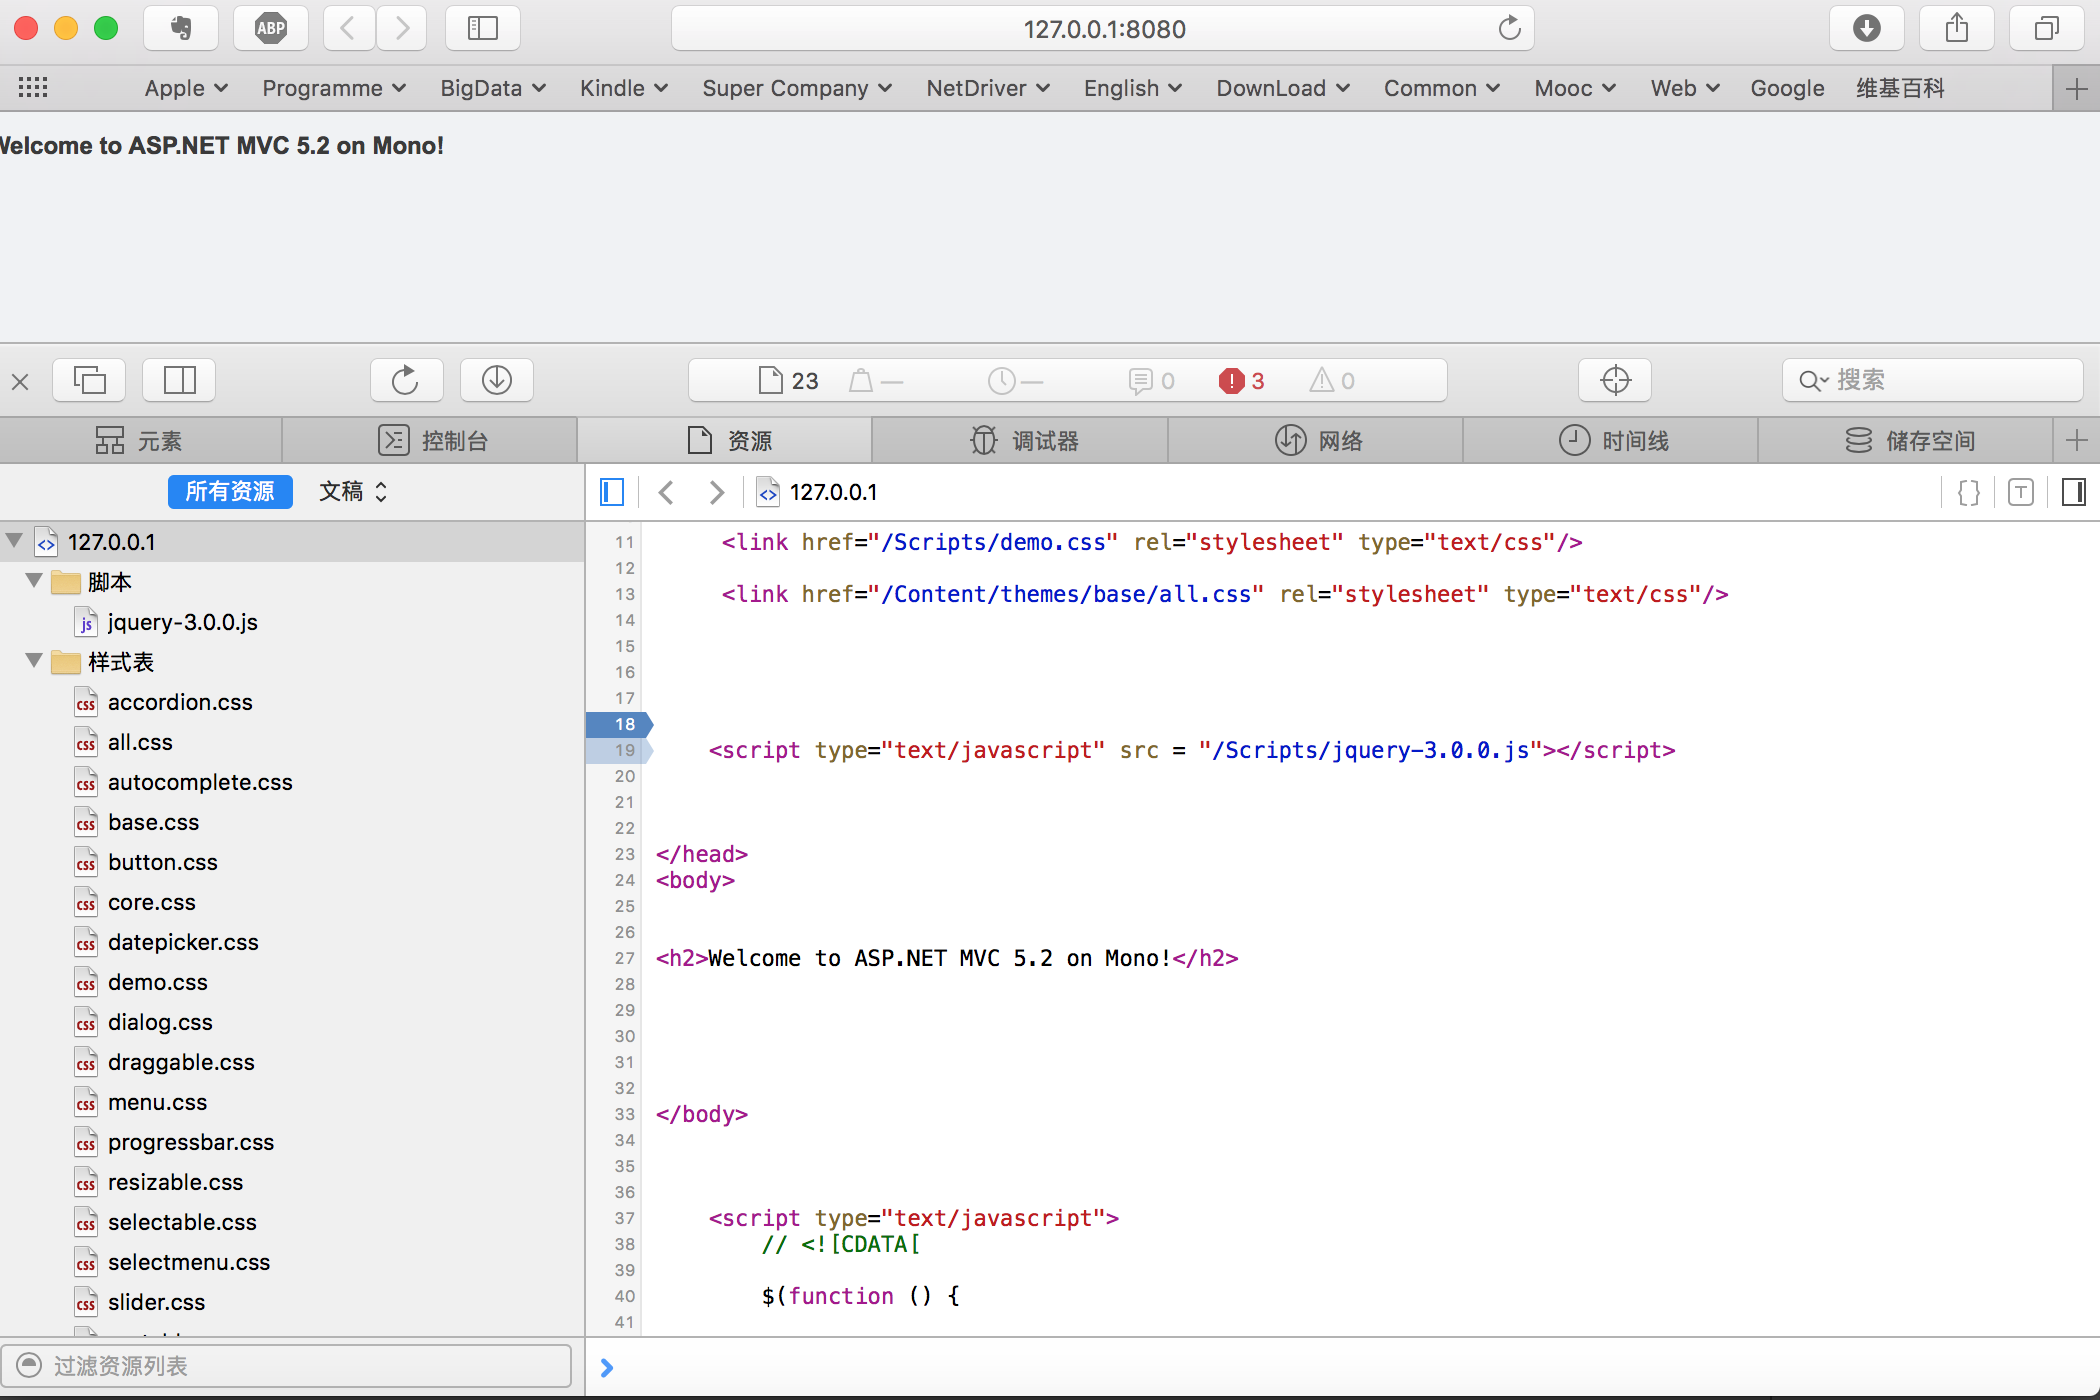 ABP
127.0.0.1:8080
Apple Programme BigData Kindle Super Company NetDriver English DownLoad Common Mooc Web Google 维基百科
Welcome to ASP.NET MVC 5.2 on Mono!
23 — — 0 3 0 搜索
元素 控制台 资源 调试器 网络 时间线 储存空间
所有资源 文稿 127.0.0.1
127.0.0.1
脚本
jquery-3.0.0.js
样式表
accordion.css
all.css
autocomplete.css
base.css
button.css
core.css
datepicker.css
demo.css
dialog.css
draggable.css
menu.css
progressbar.css
resizable.css
selectable.css
selectmenu.css
slider.css
过滤资源列表
11 <link href="/Scripts/demo.css" rel="stylesheet" type="text/css"/>
12
13 <link href="/Content/themes/base/all.css" rel="stylesheet" type="text/css"/>
14
15
16
17
18
19 <script type="text/javascript" src = "/Scripts/jquery-3.0.0.js"></script>
20
21
22
23 </head>
24 <body>
25
26
27 <h2>Welcome to ASP.NET MVC 5.2 on Mono!</h2>
28
29
30
31
32
33 </body>
34
35
36
37 <script type="text/javascript">
38 // <![CDATA[
39
40 $(function () {
41